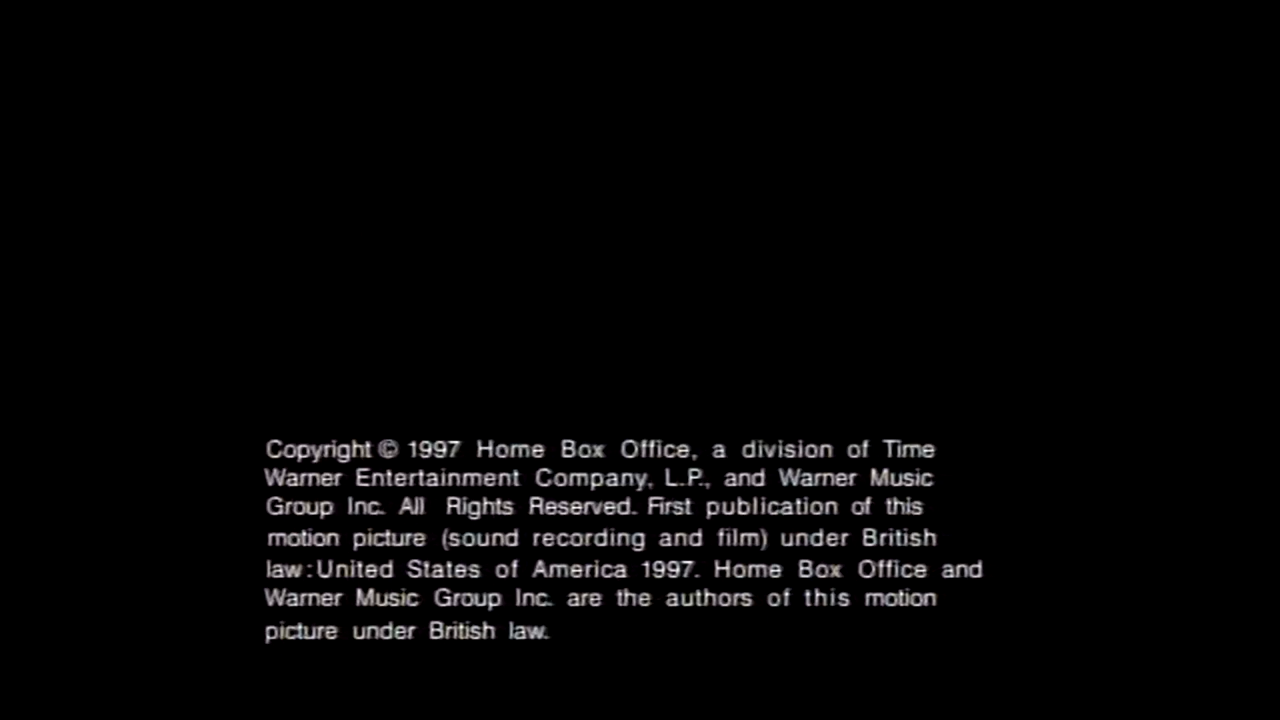 Copyright © 1997 Home Box Office, a division of Time
Warner Entertainment Company, L.P., and Warner Music
Group Inc. All Rights Reserved. First publication of this
motion picture (sound recording and film) under British
law:United States of America 1997. Home Box Office and
Warner Music Group Inc. are the authors of this motion
picture under British law.